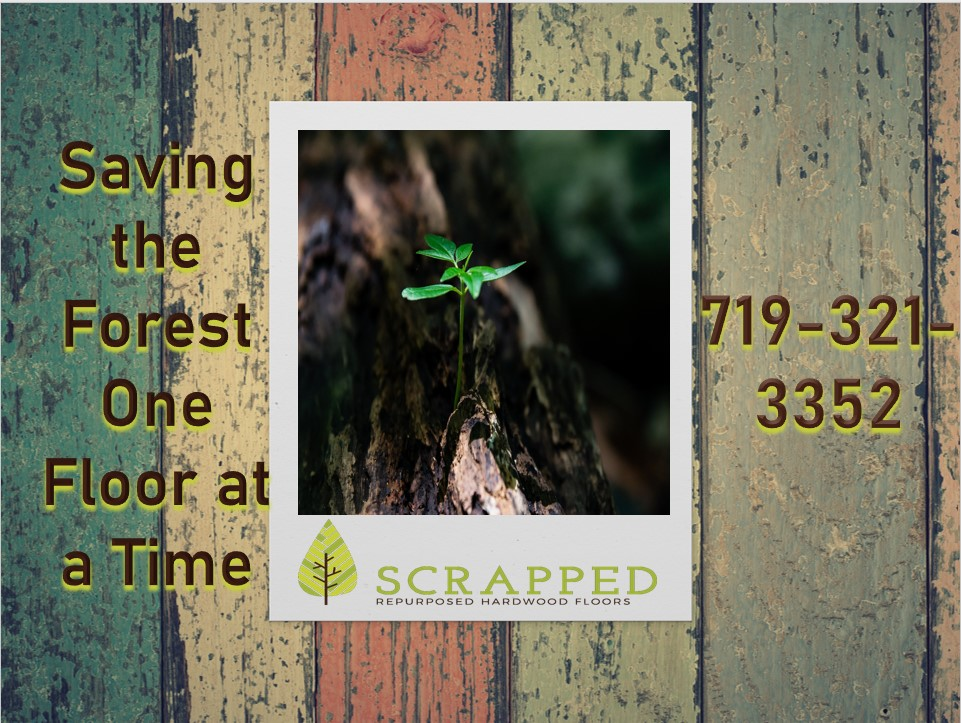 Saving
the
Forest
One
Floor at
a Time
719-321-
3352
SCRAPPED
REPURPOSED HARDWOOD FLOORS